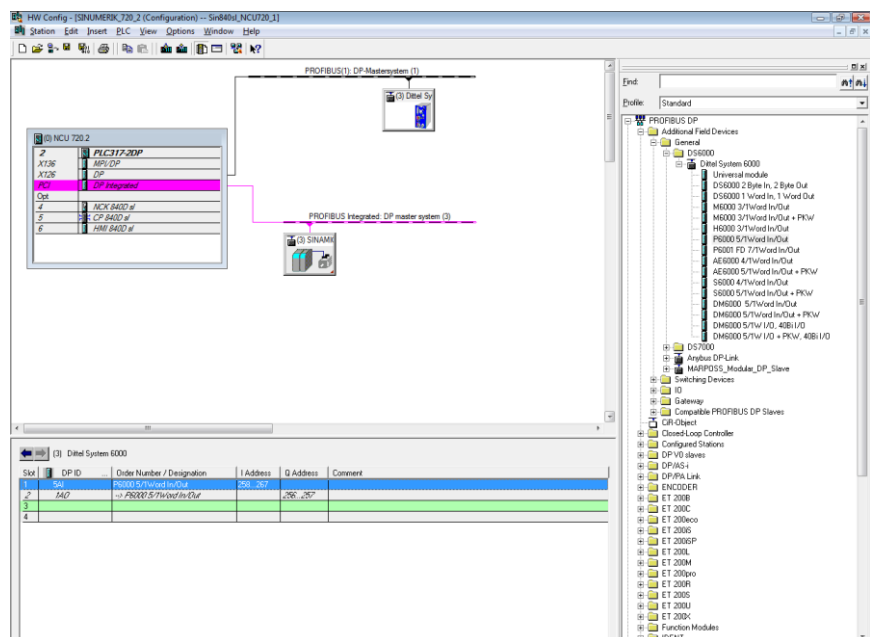 HW Config - [SINUMERIK_720_2 (Configuration) -- Sin840sl_NCU720_1]
Station Edit Insert PLC View Options Window Help
PROFIBUS(1): DP-Mastersystem (1)
(3) Dittel Sy
(0) NCU 720.2
2 PLC317-2DP
X136 MPI/DP
X126 DP
PCI DP Integrated
Opt
4 NCK 840D sl
5 CP 840D sl
6 HMI 840D sl
PROFIBUS Integrated: DP master system (3)
(3) SINAM
(3) Dittel System 6000
Slot DP ID ... Order Number / Designation I Address Q Address Comment
1 5AI P6000 5/1Word In/Out 258...267
2 1AO --> P6000 5/1Word In/Out 256...257
3
4
Find:
Profile: Standard
PROFIBUS DP
Additional Field Devices
General
DS6000
Dittel System 6000
Universal module
DS6000 2 Byte In, 2 Byte Out
DS6000 1 Word In, 1 Word Out
M6000 3/1Word In/Out
M6000 3/1Word In/Out + PKW
H6000 3/1Word In/Out
P6000 5/1Word In/Out
P6001 FD 7/1Word In/Out
AE6000 4/1Word In/Out
AE6000 5/1Word In/Out + PKW
S6000 4/1Word In/Out
S6000 5/1Word In/Out + PKW
DM6000 5/1Word In/Out
DM6000 5/1Word In/Out + PKW
DM6000 5/1W I/O, 40Bi I/O
DM6000 5/1W I/O + PKW, 40Bi I/O
DS7000
Anybus DP-Link
MARPOSS_Modular_DP_Slave
Switching Devices
IO
Gateway
Compatible PROFIBUS DP Slaves
CiR-Object
Closed-Loop Controller
Configured Stations
DP V0 slaves
DP/AS-i
DP/PA Link
ENCODER
ET 200B
ET 200C
ET 200eco
ET 200iS
ET 200iSP
ET 200L
ET 200M
ET 200pro
ET 200R
ET 200S
ET 200U
ET 200X
Function Modules